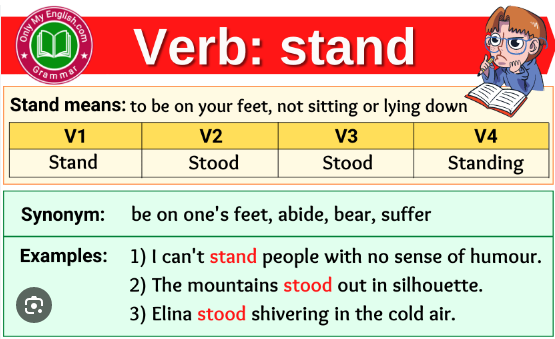 Only My English.com
Grammar
Verb: stand
Stand means: to be on your feet, not sitting or lying down
V1 V2 V3 V4
Stand Stood Stood Standing
Synonym: be on one's feet, abide, bear, suffer
Examples: 1) I can't stand people with no sense of humour.
2) The mountains stood out in silhouette.
3) Elina stood shivering in the cold air.